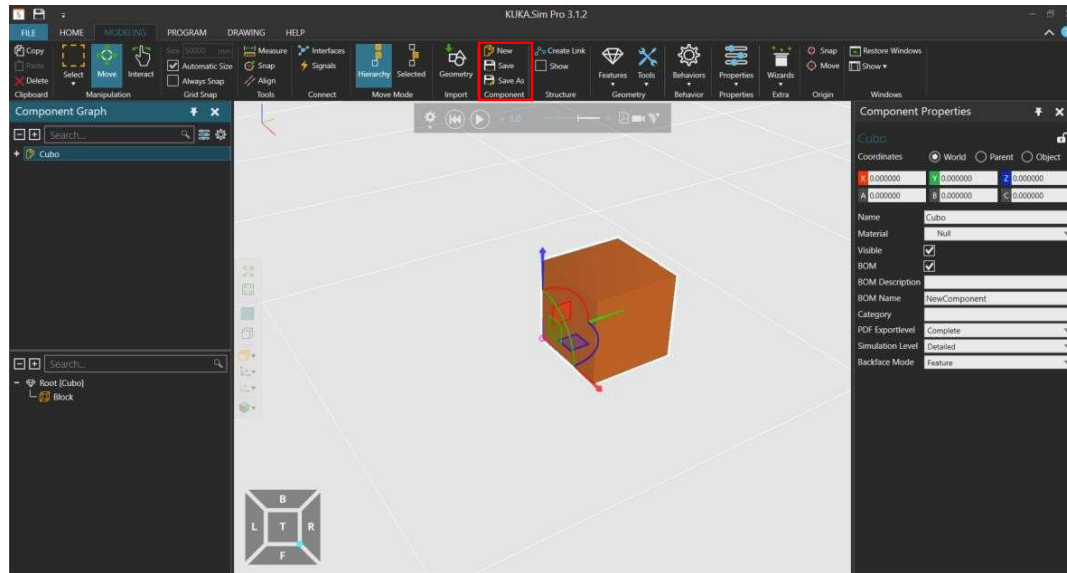 KUKA.Sim Pro 3.1.2
FILE HOME MODELING PROGRAM DRAWING HELP
Copy
Paste
Delete
Clipboard
Select
Move
Interact
Manipulation
Size 50000 mm
Automatic Size
Always Snap
Grid Snap
Measure
Snap
Align
Tools
Interfaces
Signals
Connect
Hierarchy
Selected
Move Mode
Geometry
Import
New
Save
Save As
Component
Create Link
Show
Structure
Features
Tools
Geometry
Behaviors
Behavior
Properties
Properties
Wizards
Extra
Snap
Move
Origin
Restore Windows
Show
Windows
Component Graph
Search...
Cubo
Search...
Root [Cubo]
Block
1.0
B
L T R
F
Component Properties
Cubo
Coordinates World Parent Object
X 0.000000 Y 0.000000 Z 0.000000
A 0.000000 B 0.000000 C 0.000000
Name Cubo
Material Null
Visible
BOM
BOM Description
BOM Name NewComponent
Category
PDF Exportlevel Complete
Simulation Level Detailed
Backface Mode Feature